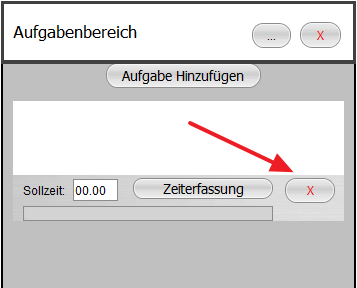 Aufgabenbereich ... X
Aufgabe Hinzufügen
Sollzeit: 00.00 Zeiterfassung X